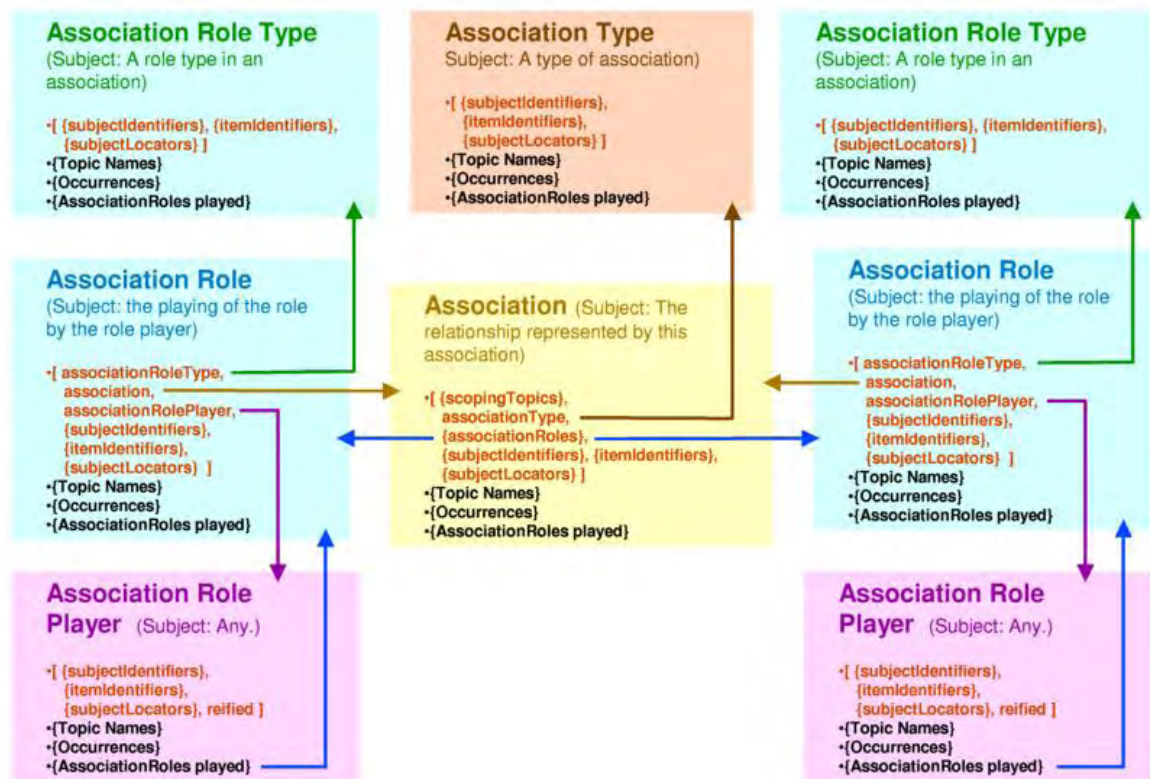 Association Role Type
(Subject: A role type in an
association)
•[ {subjectIdentifiers}, {itemIdentifiers},
{subjectLocators} ]
•{Topic Names}
•{Occurrences}
•{AssociationRoles played}
Association Type
Subject: A type of association)
•[ {subjectIdentifiers},
{itemIdentifiers},
{subjectLocators} ]
•{Topic Names}
•{Occurrences}
•{AssociationRoles played}
Association Role Type
(Subject: A role type in an
association)
•[ {subjectIdentifiers}, {itemIdentifiers},
{subjectLocators} ]
•{Topic Names}
•{Occurrences}
•{AssociationRoles played}
Association Role
(Subject: the playing of the role
by the role player)
•[ associationRoleType,
association,
associationRolePlayer,
{subjectIdentifiers},
{itemIdentifiers},
{subjectLocators} ]
•{Topic Names}
•{Occurrences}
•{AssociationRoles played}
Association (Subject: The
relationship represented by this
association)
•[ {scopingTopics},
associationType,
{associationRoles},
{subjectIdentifiers}, {itemIdentifiers},
{subjectLocators} ]
•{Topic Names}
•{Occurrences}
•{AssociationRoles played}
Association Role
(Subject: the playing of the role
by the role player)
•[ associationRoleType,
association,
associationRolePlayer,
{subjectIdentifiers},
{itemIdentifiers},
{subjectLocators} ]
•{Topic Names}
•{Occurrences}
•{AssociationRoles played}
Association Role
Player (Subject: Any.)
•[ {subjectIdentifiers},
{itemIdentifiers},
{subjectLocators}, reified ]
•{Topic Names}
•{Occurrences}
•{AssociationRoles played}
Association Role
Player (Subject: Any.)
•[ {subjectIdentifiers},
{itemIdentifiers},
{subjectLocators}, reified ]
•{Topic Names}
•{Occurrences}
•{AssociationRoles played}